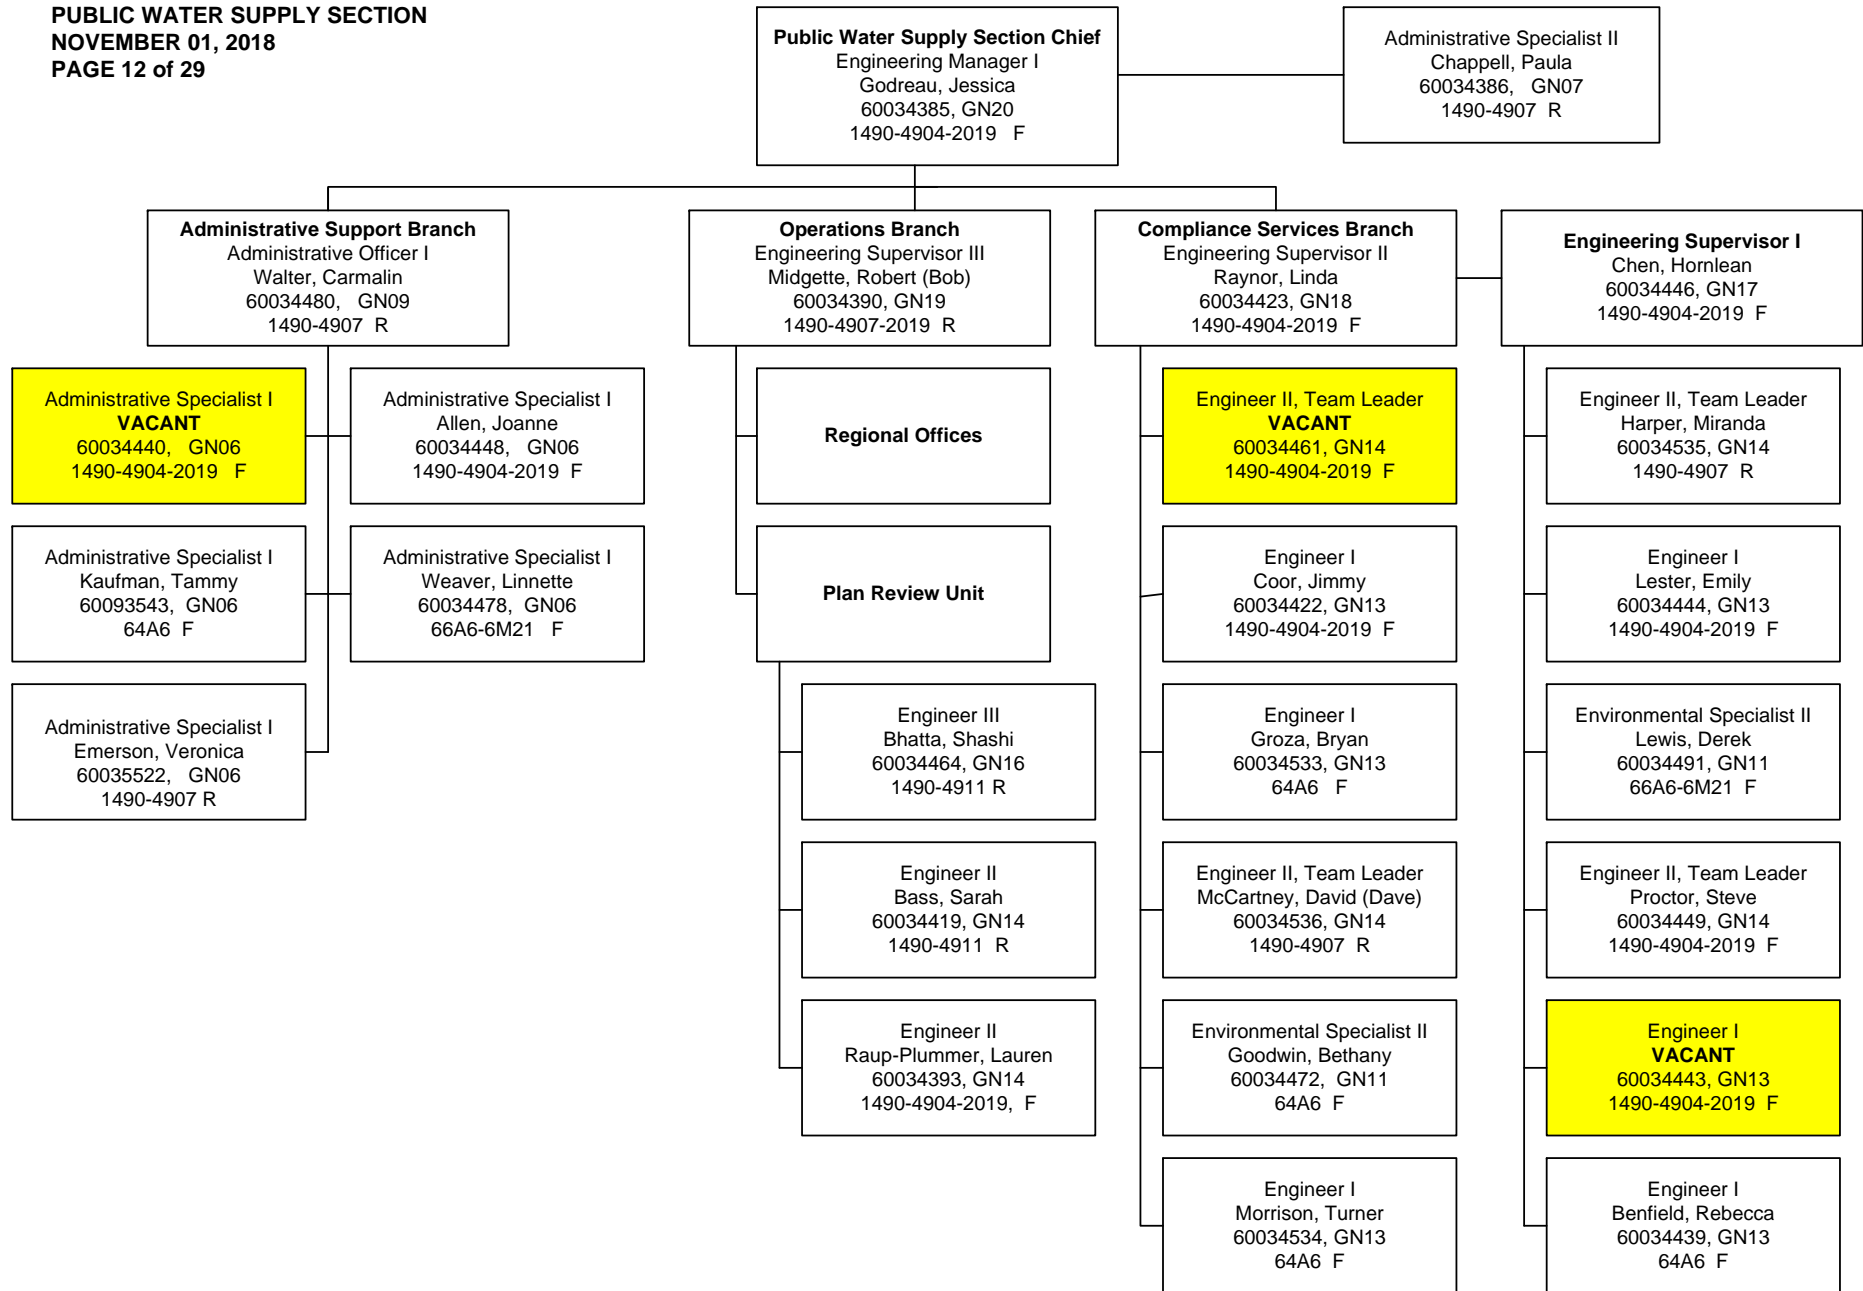 PUBLIC WATER SUPPLY SECTION
NOVEMBER 01, 2018
PAGE 12 of 29
Public Water Supply Section Chief
Engineering Manager I
Godreau, Jessica
60034385, GN20
1490-4904-2019 F
Administrative Specialist II
Chappell, Paula
60034386, GN07
1490-4907 R
Administrative Support Branch
Administrative Officer I
Walter, Carmalin
60034480, GN09
1490-4907 R
Operations Branch
Engineering Supervisor III
Midgette, Robert (Bob)
60034390, GN19
1490-4907-2019 R
Compliance Services Branch
Engineering Supervisor II
Raynor, Linda
60034423, GN18
1490-4904-2019 F
Engineering Supervisor I
Chen, Hornlean
60034446, GN17
1490-4904-2019 F
Administrative Specialist I
VACANT
60034440, GN06
1490-4904-2019 F
Administrative Specialist I
Allen, Joanne
60034448, GN06
1490-4904-2019 F
Administrative Specialist I
Kaufman, Tammy
60093543, GN06
64A6 F
Administrative Specialist I
Weaver, Linnette
60034478, GN06
66A6-6M21 F
Administrative Specialist I
Emerson, Veronica
60035522, GN06
1490-4907 R
Regional Offices
Plan Review Unit
Engineer III
Bhatta, Shashi
60034464, GN16
1490-4911 R
Engineer II
Bass, Sarah
60034419, GN14
1490-4911 R
Engineer II
Raup-Plummer, Lauren
60034393, GN14
1490-4904-2019, F
Engineer II, Team Leader
VACANT
60034461, GN14
1490-4904-2019 F
Engineer I
Coor, Jimmy
60034422, GN13
1490-4904-2019 F
Engineer I
Groza, Bryan
60034533, GN13
64A6 F
Engineer II, Team Leader
McCartney, David (Dave)
60034536, GN14
1490-4907 R
Environmental Specialist II
Goodwin, Bethany
60034472, GN11
64A6 F
Engineer I
Morrison, Turner
60034534, GN13
64A6 F
Engineer II, Team Leader
Harper, Miranda
60034535, GN14
1490-4907 R
Engineer I
Lester, Emily
60034444, GN13
1490-4904-2019 F
Environmental Specialist II
Lewis, Derek
60034491, GN11
66A6-6M21 F
Engineer II, Team Leader
Proctor, Steve
60034449, GN14
1490-4904-2019 F
Engineer I
VACANT
60034443, GN13
1490-4904-2019 F
Engineer I
Benfield, Rebecca
60034439, GN13
64A6 F